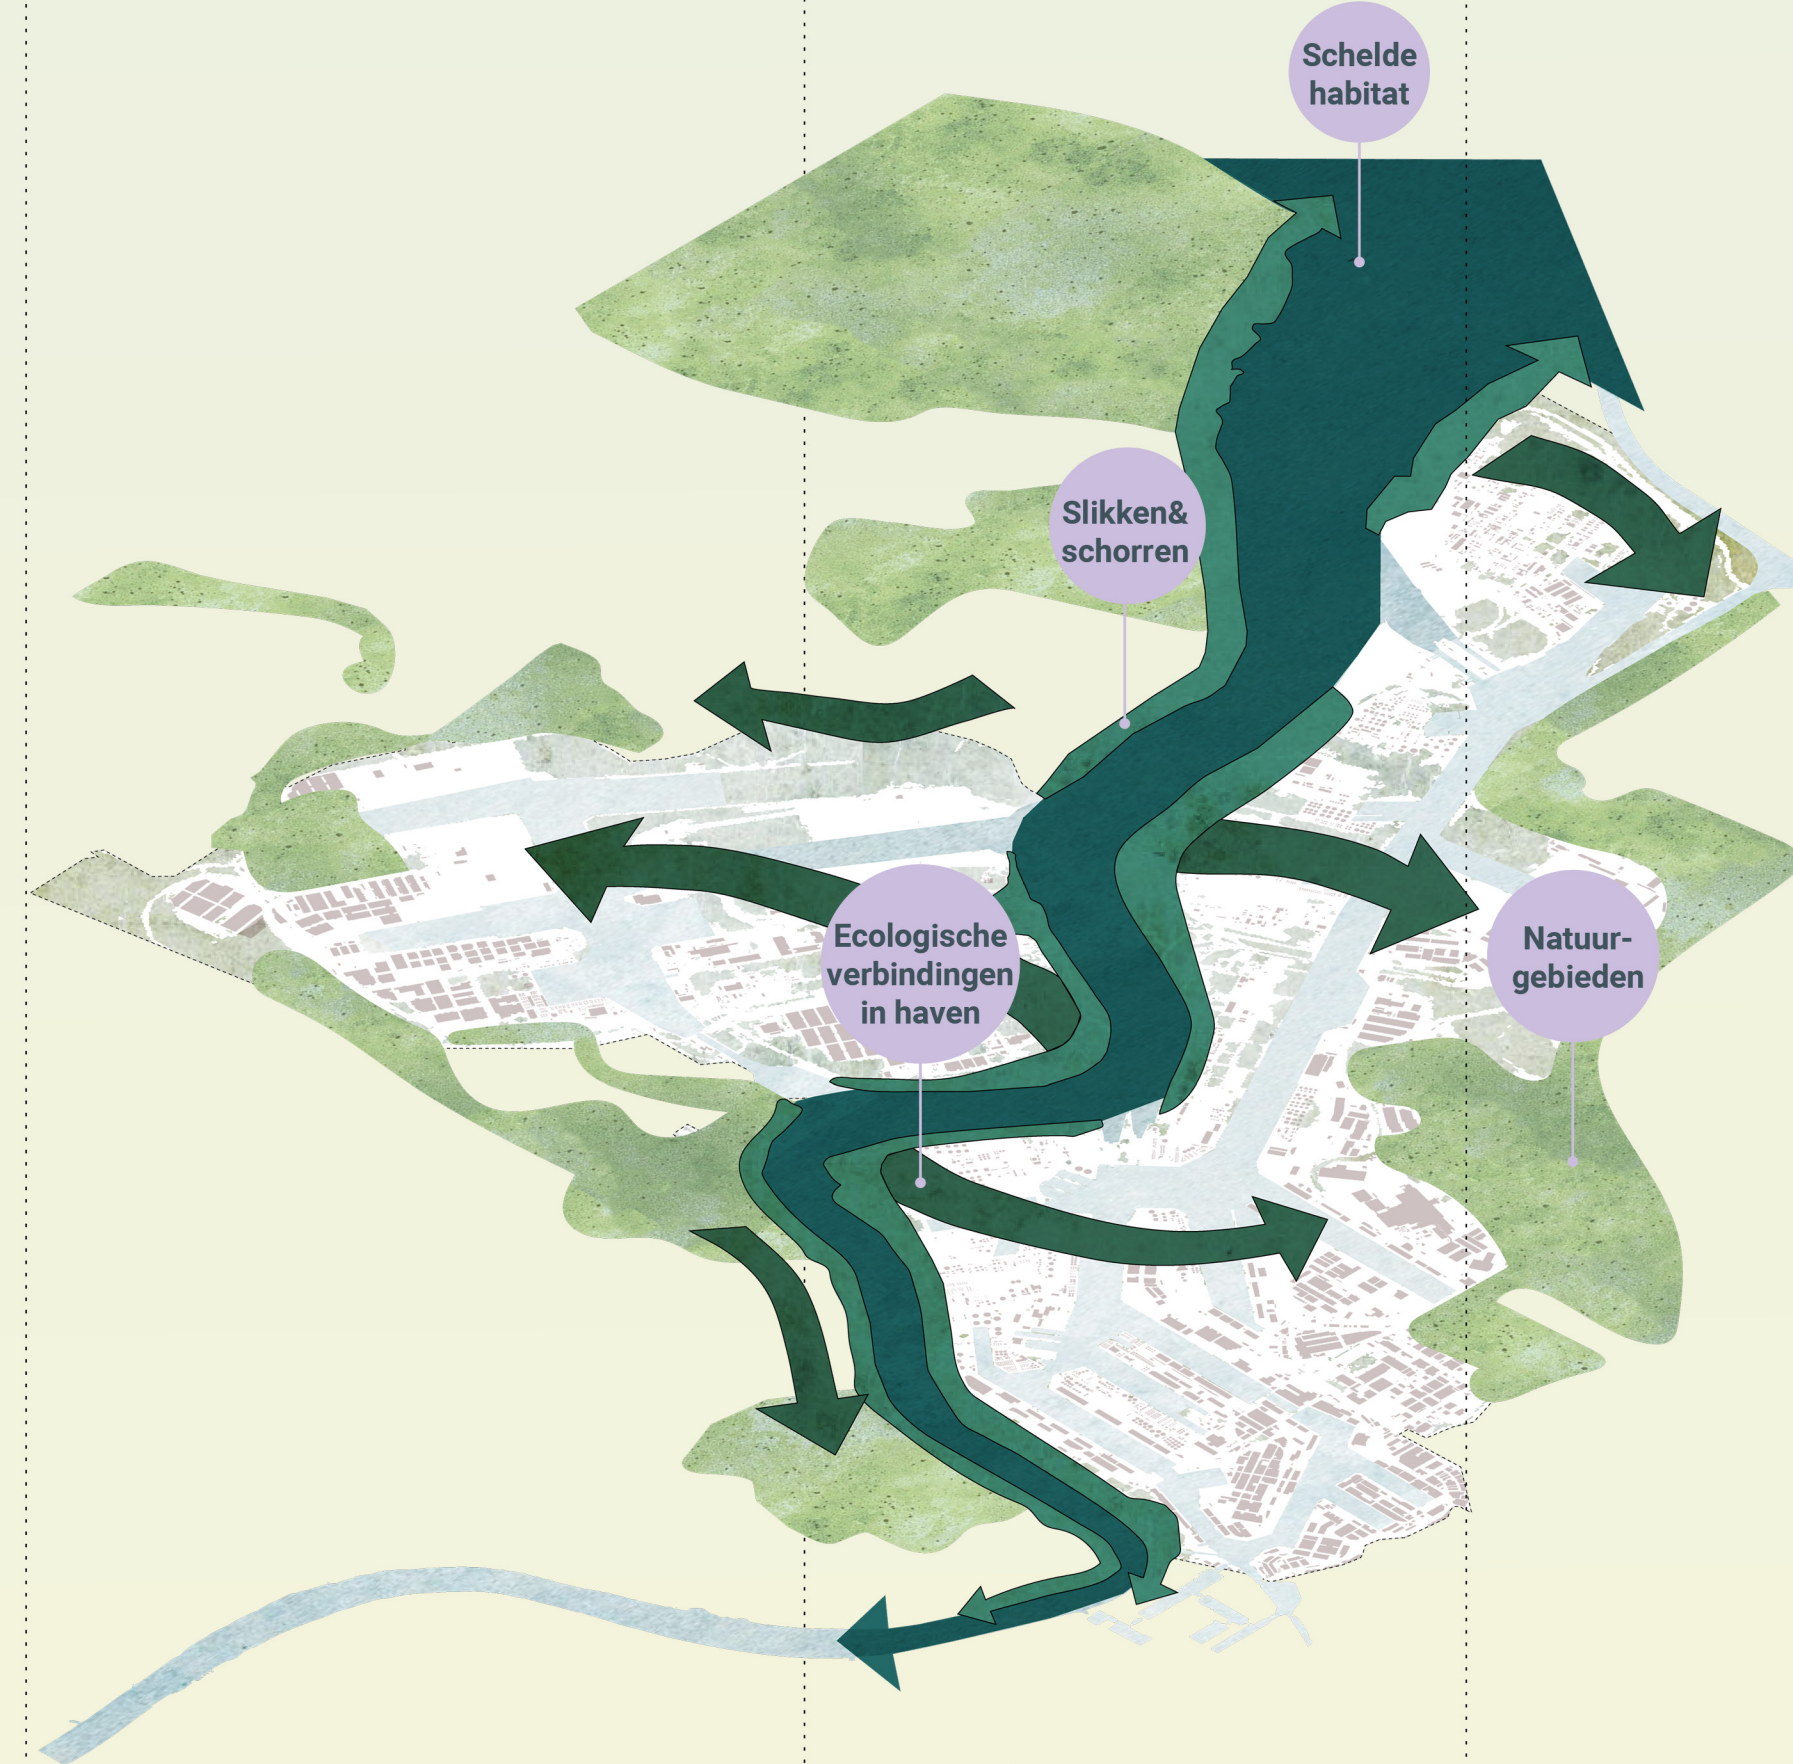 Schelde
habitat
Slikken&
schorren
Ecologische
verbindingen
in haven
Natuur-
gebieden